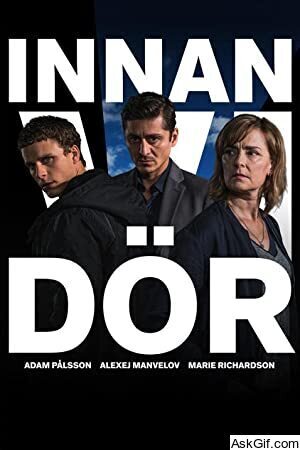 INNAN
VI
DÖR
ADAM PÅLSSON ALEXEJ MANVELOV MARIE RICHARDSON
AskGif.com